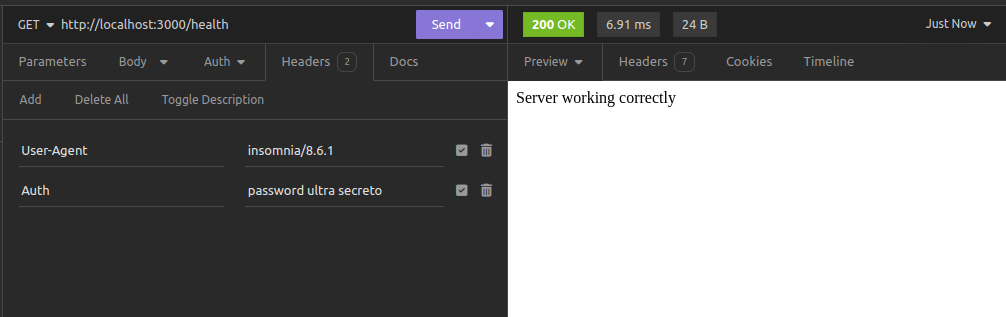 GET http://localhost:3000/health Send
Parameters Body Auth Headers 2 Docs
Add Delete All Toggle Description
User-Agent insomnia/8.6.1
Auth password ultra secreto
200 OK 6.91 ms 24 B Just Now
Preview Headers 7 Cookies Timeline
Server working correctly